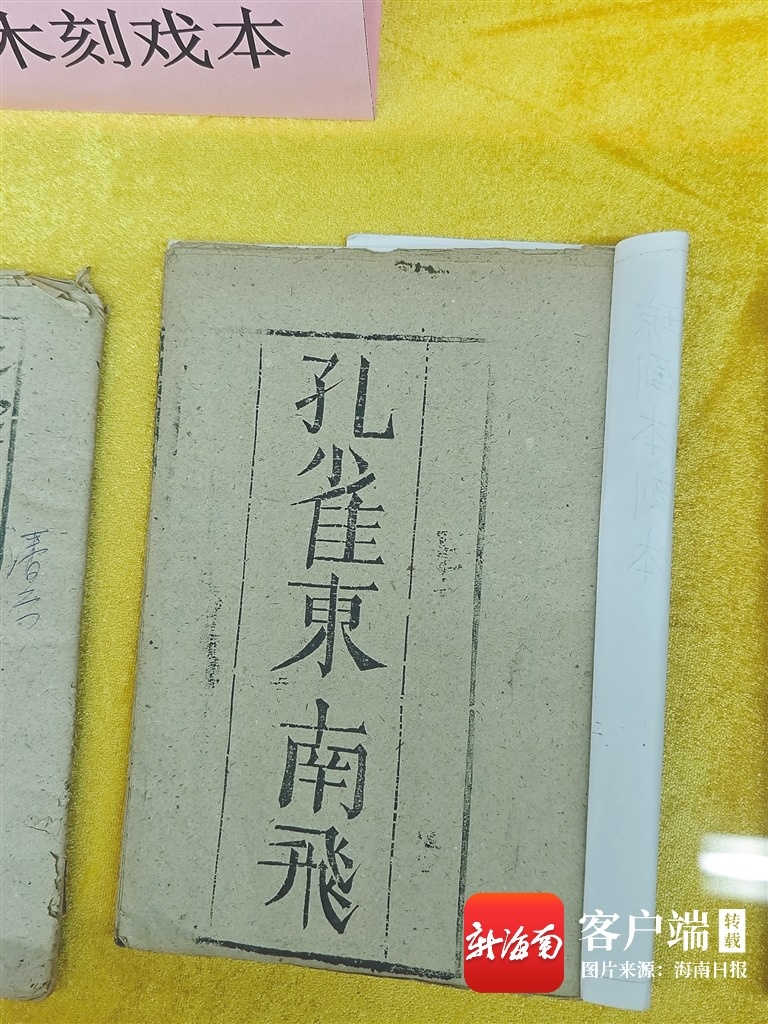 木刻戏本
孔雀東南飛
新海南
客户端
转载
图片来源：海南日报